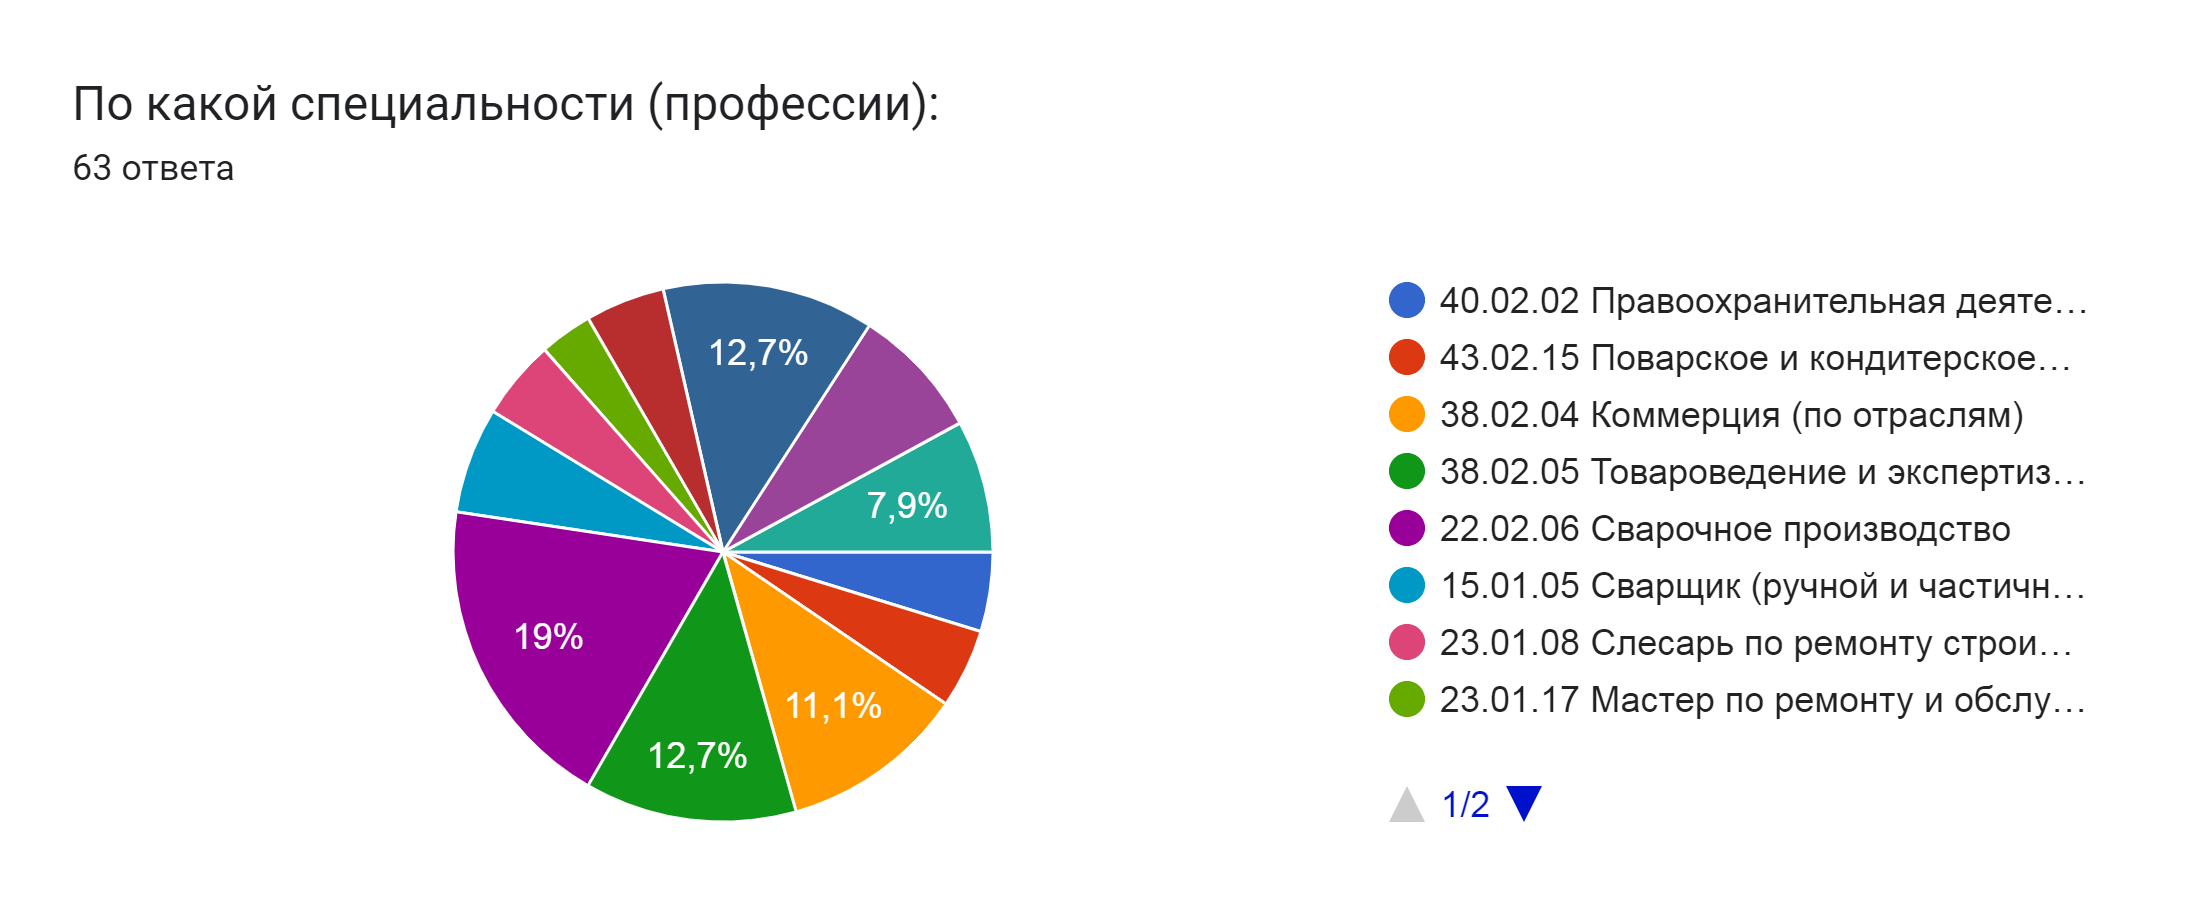 По какой специальности (профессии):
63 ответа
12,7%
7,9%
19%
11,1%
12,7%
40.02.02 Правоохранительная деяте…
43.02.15 Поварское и кондитерское…
38.02.04 Коммерция (по отраслям)
38.02.05 Товароведение и экспертиз…
22.02.06 Сварочное производство
15.01.05 Сварщик (ручной и частичн…
23.01.08 Слесарь по ремонту строи…
23.01.17 Мастер по ремонту и обслу…
1/2